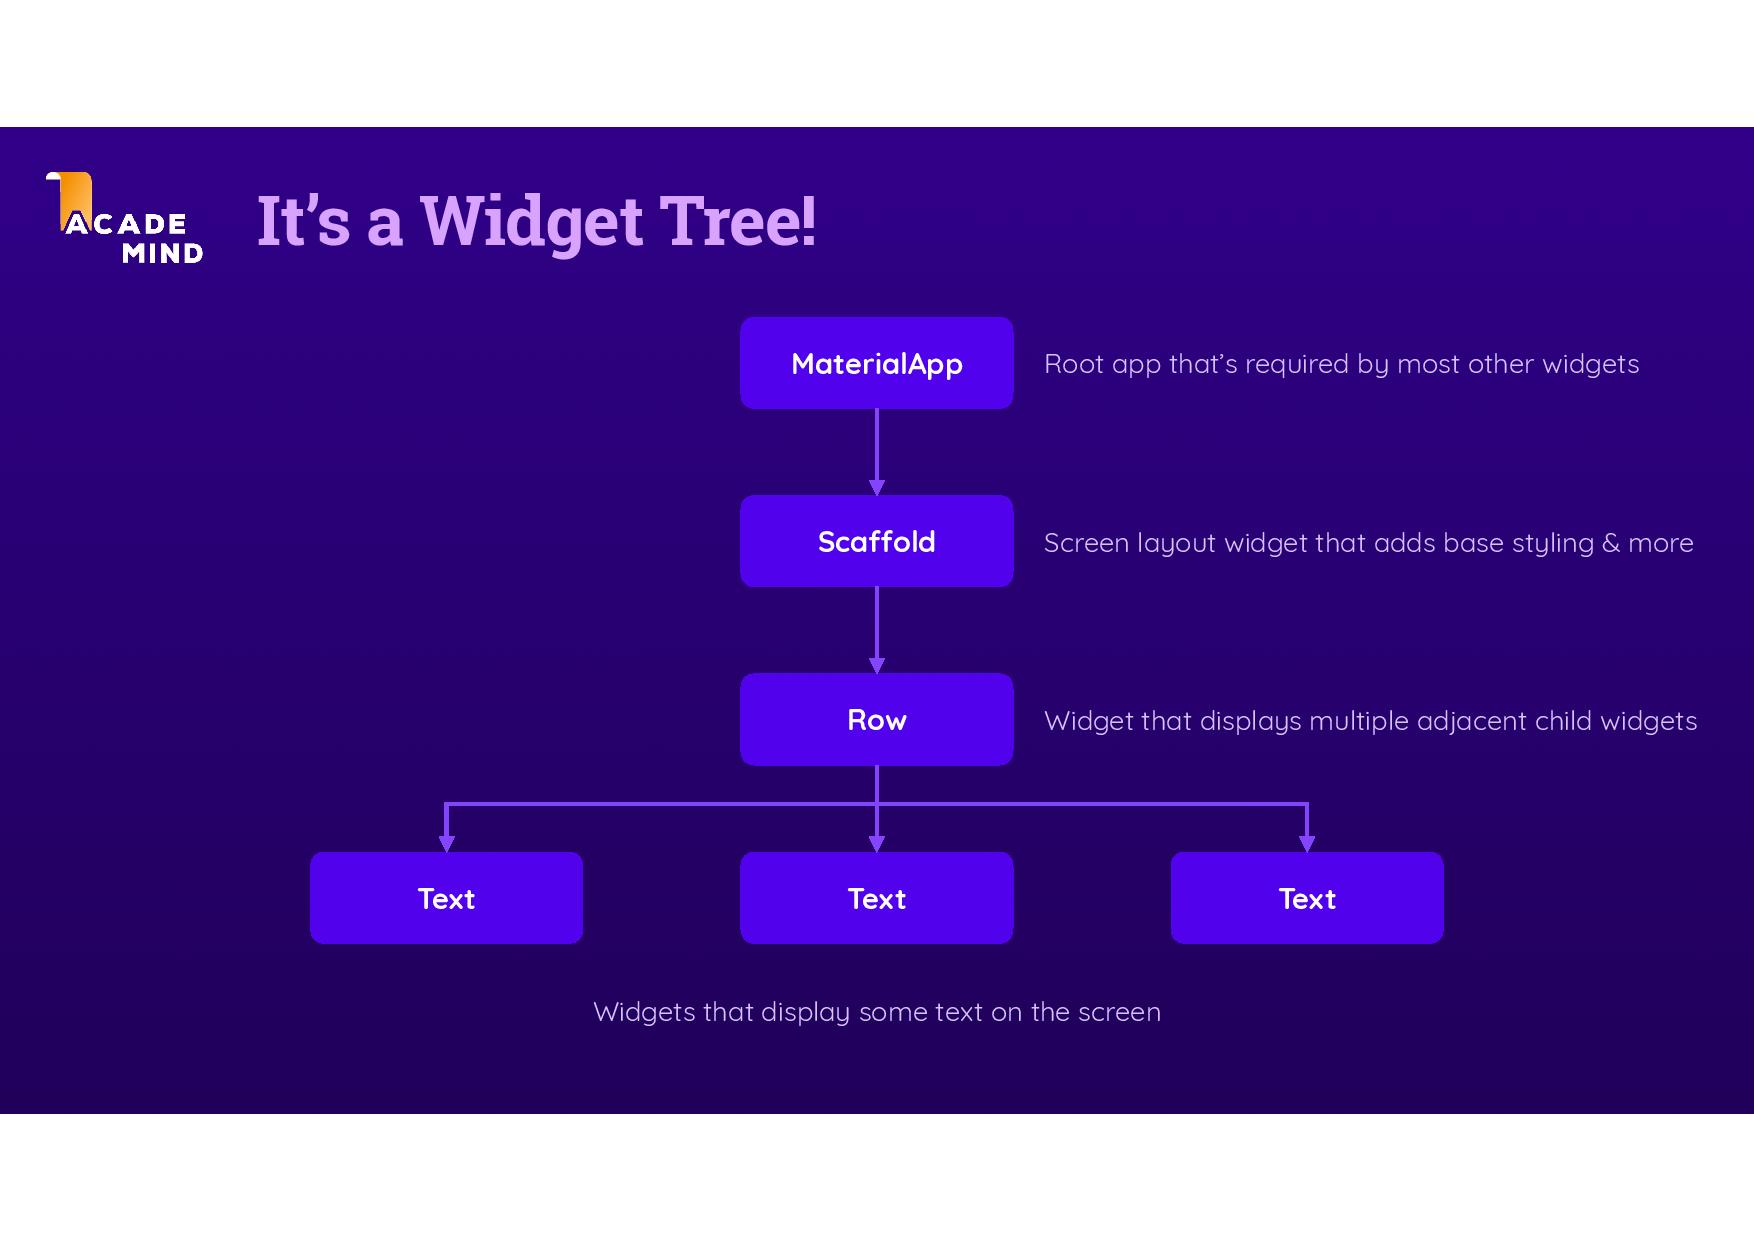 ACADE
MIND
It’s a Widget Tree!
MaterialApp
Root app that’s required by most other widgets
Scaffold
Screen layout widget that adds base styling & more
Row
Widget that displays multiple adjacent child widgets
Text
Text
Text
Widgets that display some text on the screen